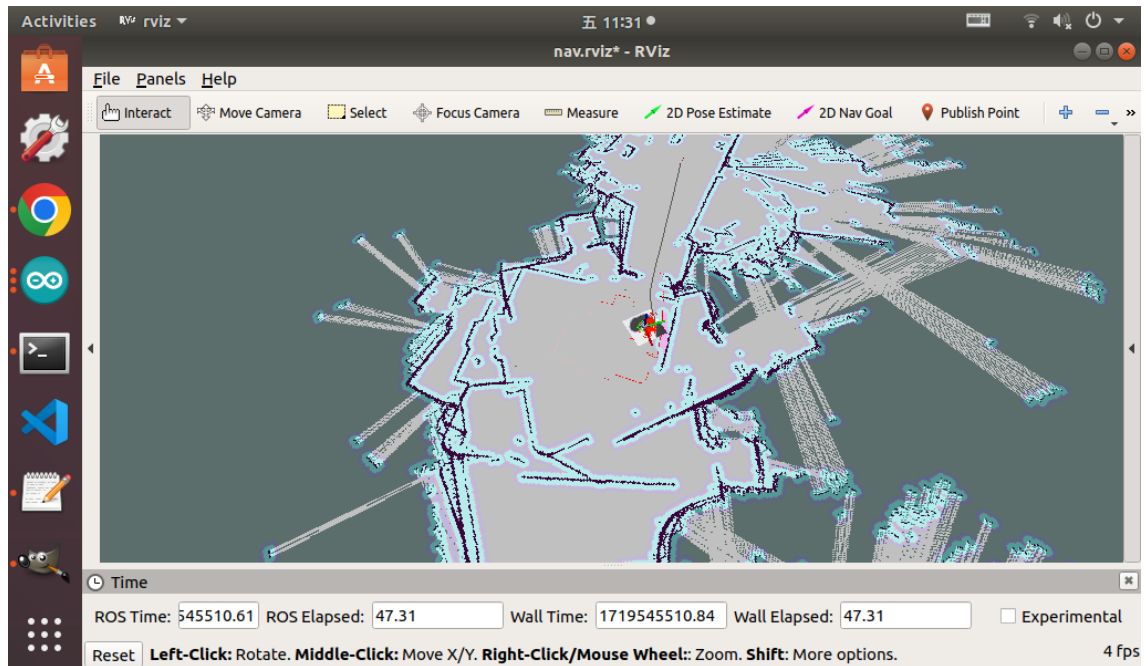 Activities rviz 五 11:31
nav.rviz* - RViz
File Panels Help
Interact Move Camera Select Focus Camera Measure 2D Pose Estimate 2D Nav Goal Publish Point »
Time
ROS Time: 545510.61 ROS Elapsed: 47.31 Wall Time: 1719545510.84 Wall Elapsed: 47.31 Experimental
Reset Left-Click: Rotate. Middle-Click: Move X/Y. Right-Click/Mouse Wheel:: Zoom. Shift: More options. 4 fps